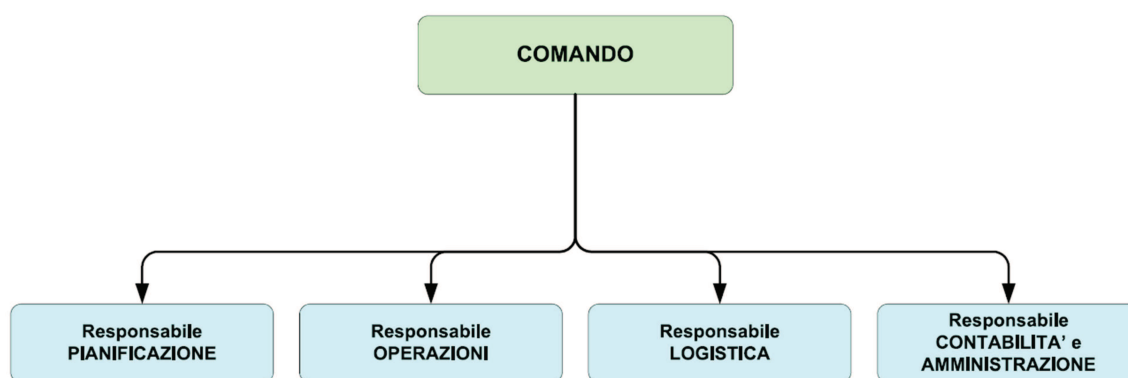 COMANDO
Responsabile
PIANIFICAZIONE
Responsabile
OPERAZIONI
Responsabile
LOGISTICA
Responsabile
CONTABILITA' e
AMMINISTRAZIONE